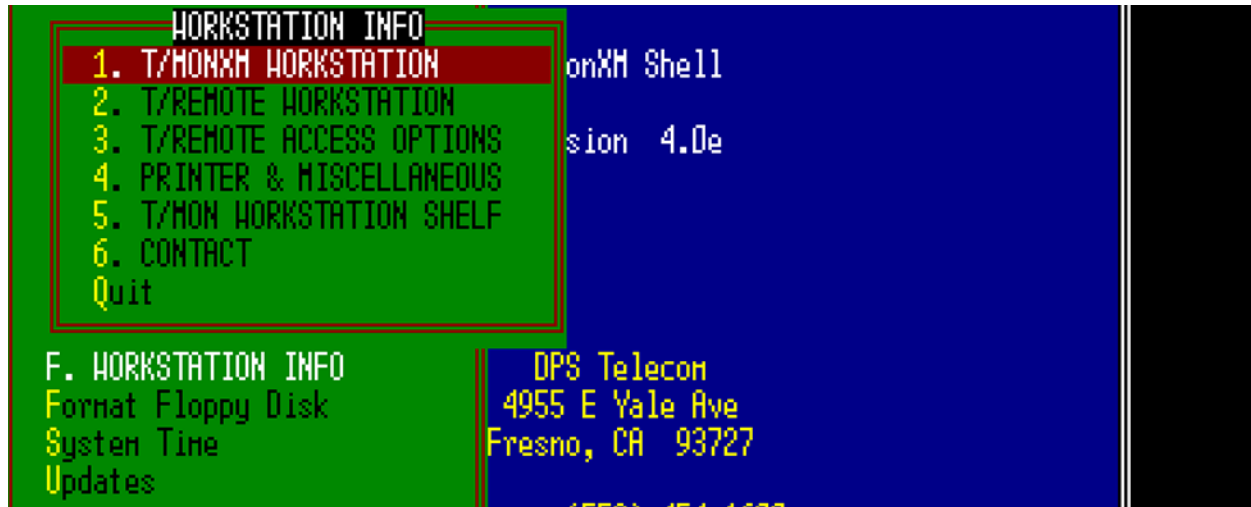 WORKSTATION INFO
1. T/MONXM WORKSTATION
2. T/REMOTE WORKSTATION
3. T/REMOTE ACCESS OPTIONS
4. PRINTER & MISCELLANEOUS
5. T/MON WORKSTATION SHELF
6. CONTACT
Quit
F. WORKSTATION INFO
Format Floppy Disk
System Time
Updates
onXM Shell
sion 4.0e
DPS Telecom
4955 E Yale Ave
Fresno, CA 93727